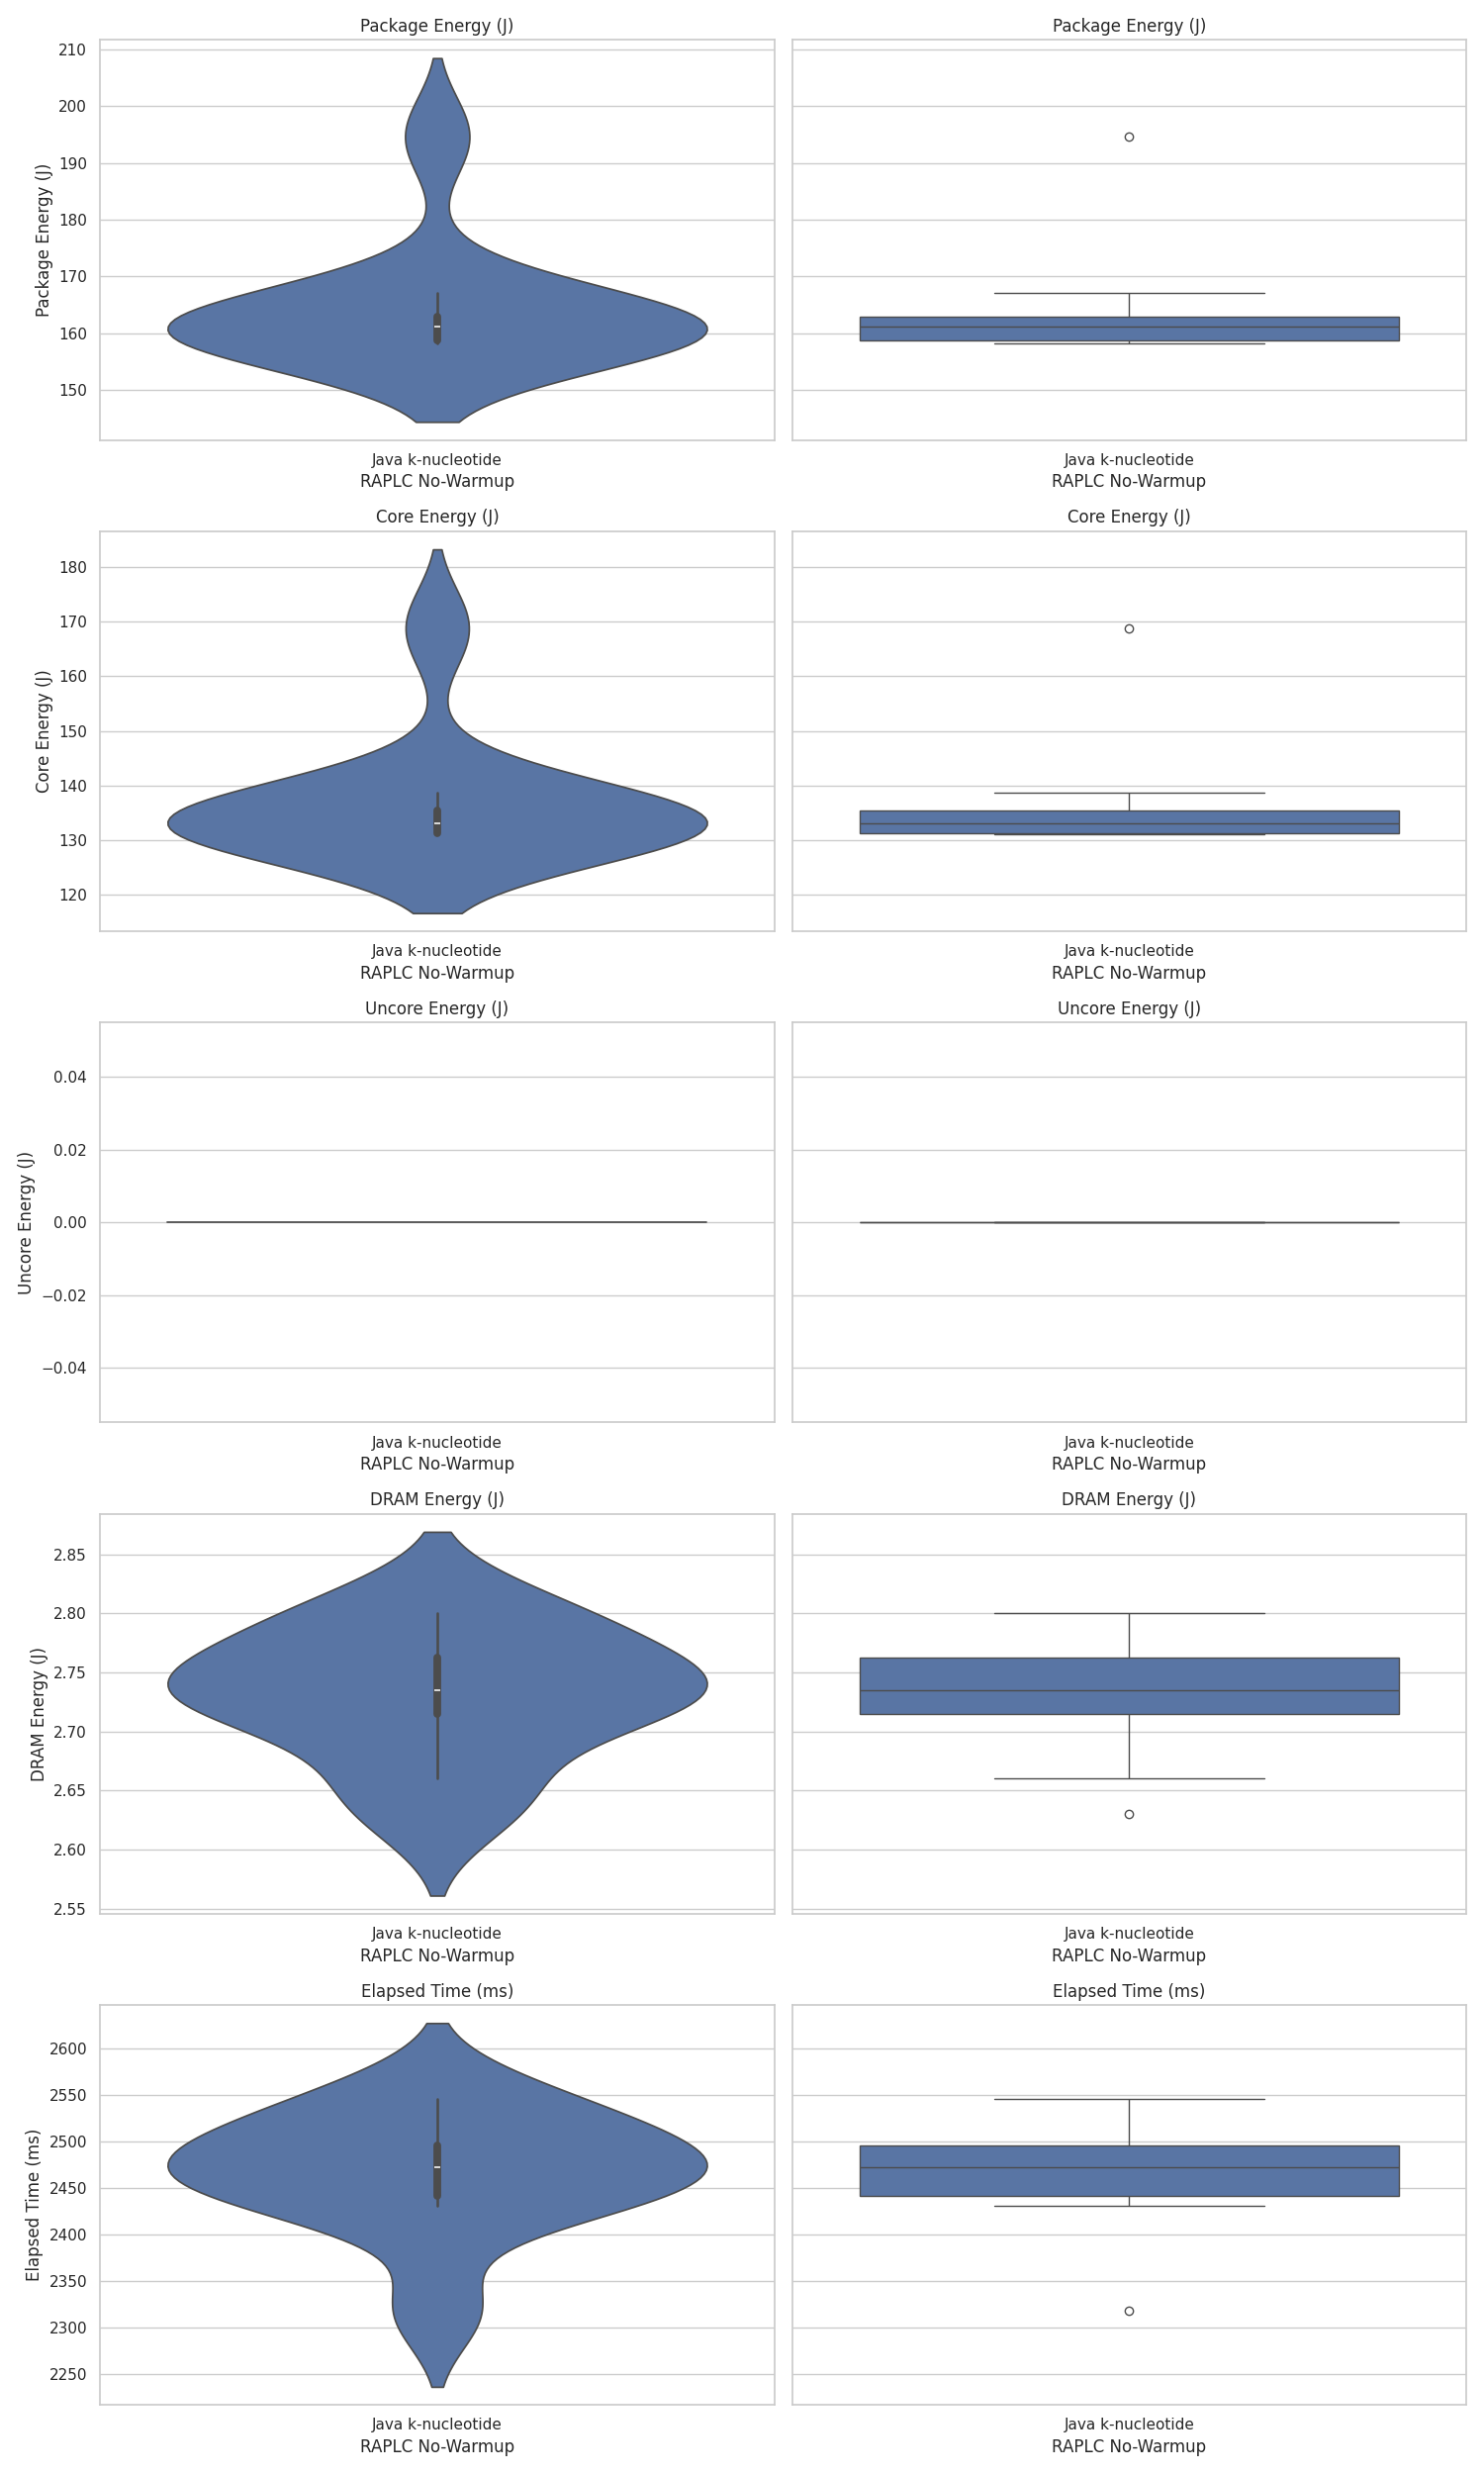 Package Energy (J)
Package Energy (J)
Package Energy (J)
210
200
190
180
170
160
150
Java k-nucleotide
Java k-nucleotide
RAPLC No-Warmup
RAPLC No-Warmup
Core Energy (J)
Core Energy (J)
Core Energy (J)
180
170
160
150
140
130
120
Java k-nucleotide
Java k-nucleotide
RAPLC No-Warmup
RAPLC No-Warmup
Uncore Energy (J)
Uncore Energy (J)
Uncore Energy (J)
0.04
0.02
0.00
−0.02
−0.04
Java k-nucleotide
Java k-nucleotide
RAPLC No-Warmup
RAPLC No-Warmup
DRAM Energy (J)
DRAM Energy (J)
DRAM Energy (J)
2.85
2.80
2.75
2.70
2.65
2.60
2.55
Java k-nucleotide
Java k-nucleotide
RAPLC No-Warmup
RAPLC No-Warmup
Elapsed Time (ms)
Elapsed Time (ms)
Elapsed Time (ms)
2600
2550
2500
2450
2400
2350
2300
2250
Java k-nucleotide
Java k-nucleotide
RAPLC No-Warmup
RAPLC No-Warmup